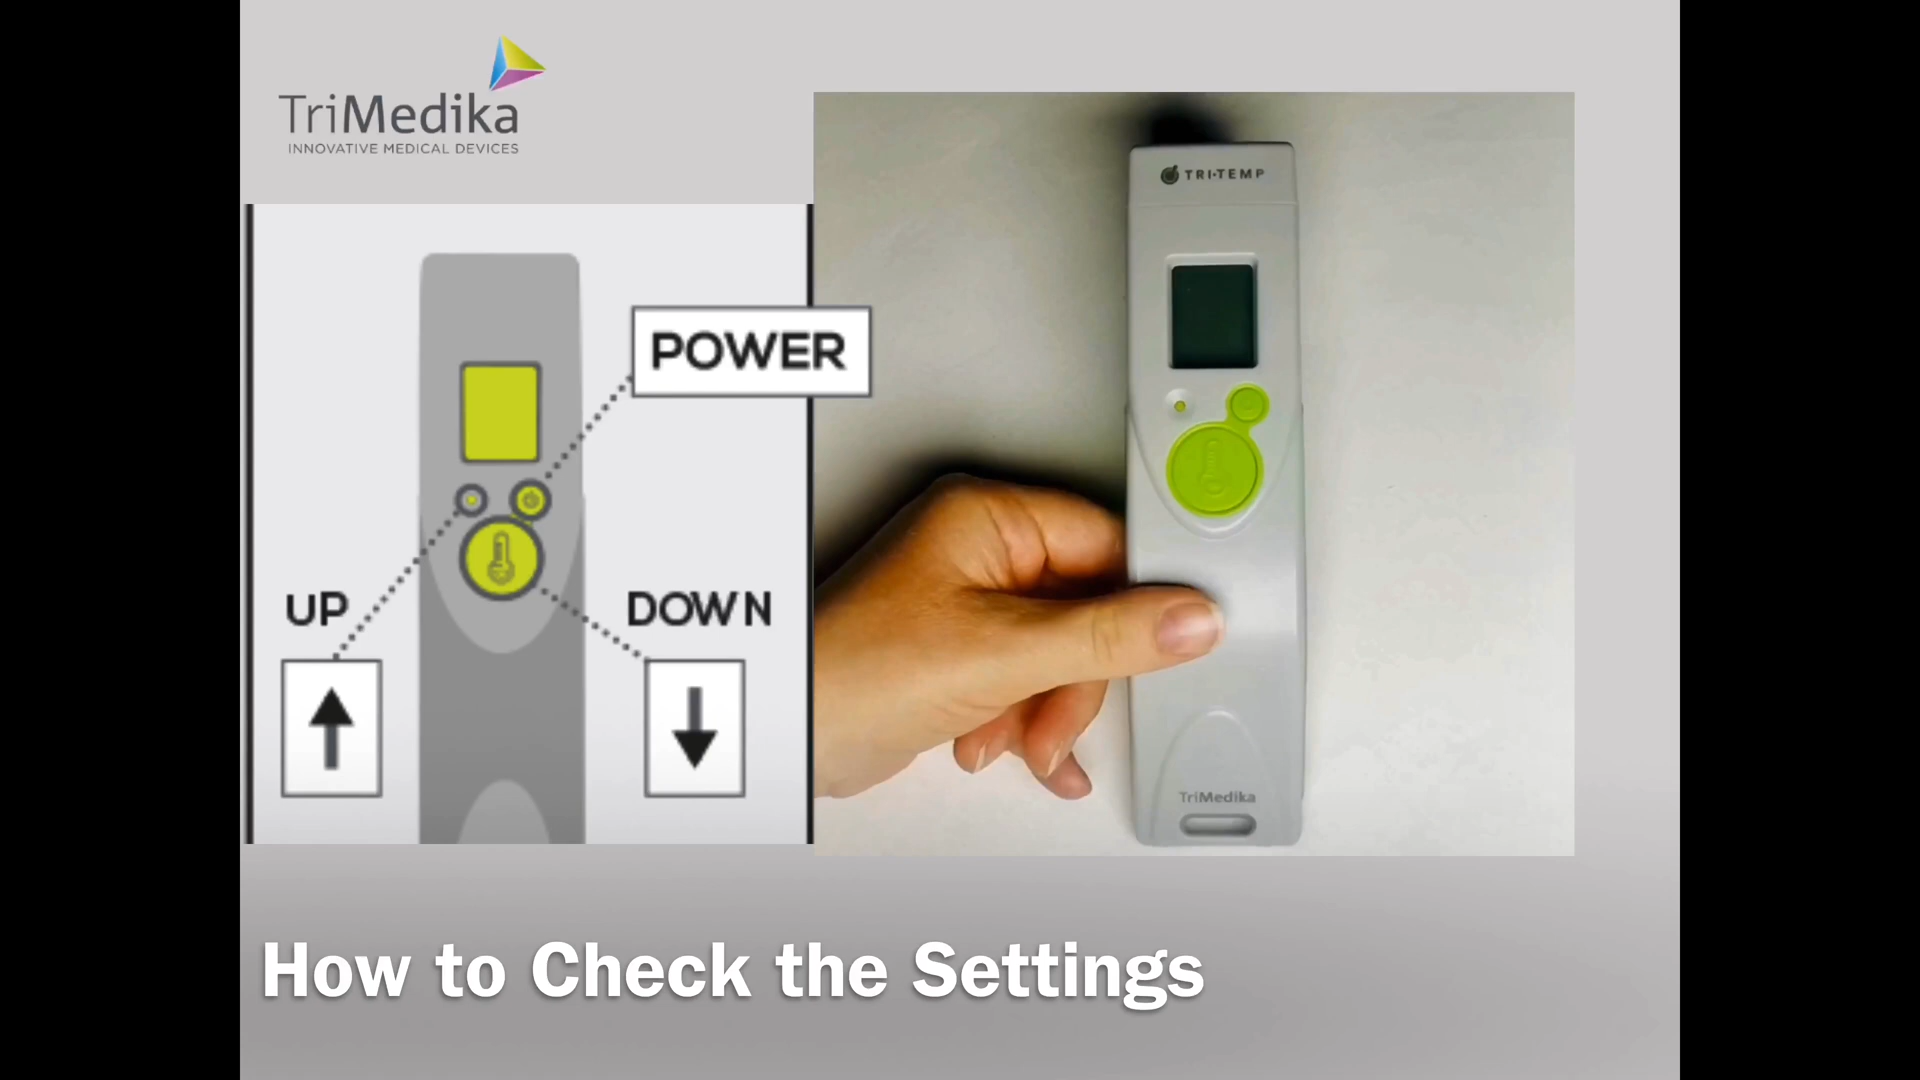 TriMedika
INNOVATIVE MEDICAL DEVICES
TRI•TEMP
POWER
UP
DOWN
TriMedika
How to Check the Settings